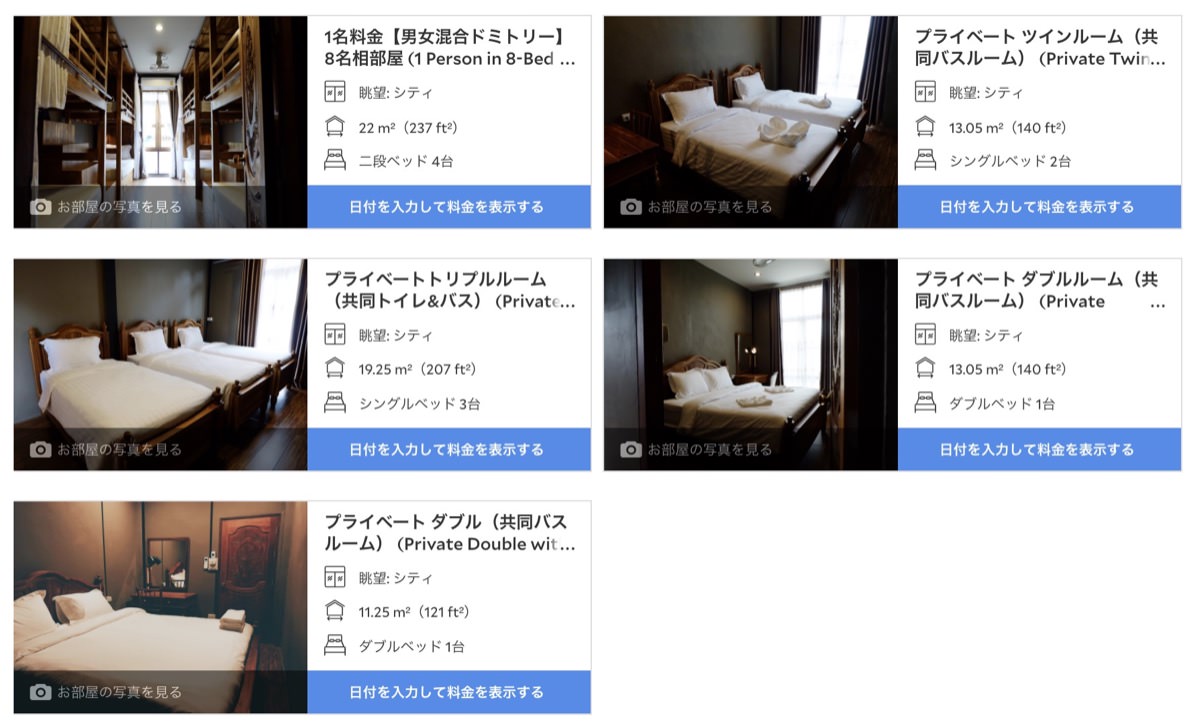 1名料金【男女混合ドミトリー】
8名相部屋 (1 Person in 8-Bed ...
眺望: シティ
22 m²（237 ft²）
二段ベッド 4台
お部屋の写真を見る
日付を入力して料金を表示する
プライベート ツインルーム（共
同バスルーム） (Private Twin...
眺望: シティ
13.05 m²（140 ft²）
シングルベッド 2台
お部屋の写真を見る
日付を入力して料金を表示する
プライベートトリプルルーム
（共同トイレ&バス） (Private...
眺望: シティ
19.25 m²（207 ft²）
シングルベッド 3台
お部屋の写真を見る
日付を入力して料金を表示する
プライベート ダブルルーム（共
同バスルーム） (Private ...
眺望: シティ
13.05 m²（140 ft²）
ダブルベッド 1台
お部屋の写真を見る
日付を入力して料金を表示する
プライベート ダブル（共同バス
ルーム） (Private Double wit...
眺望: シティ
11.25 m²（121 ft²）
ダブルベッド 1台
お部屋の写真を見る
日付を入力して料金を表示する